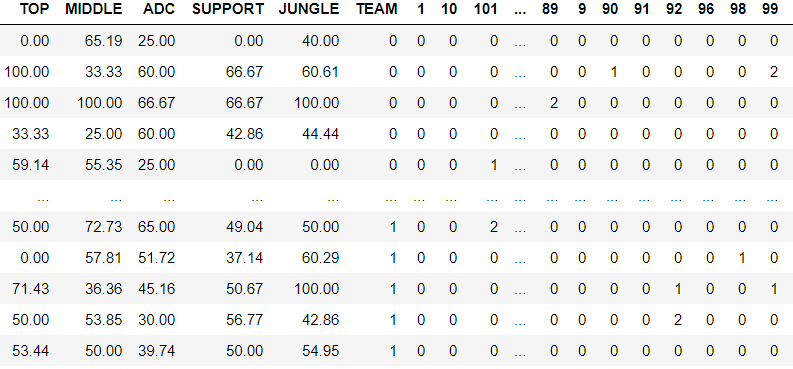 TOP MIDDLE ADC SUPPORT JUNGLE TEAM 1 10 101 ... 89 9 90 91 92 96 98 99
0.00 65.19 25.00 0.00 40.00 0 0 0 0 ... 0 0 0 0 0 0 0 0
100.00 33.33 60.00 66.67 60.61 0 0 0 0 ... 0 0 1 0 0 0 0 2
100.00 100.00 66.67 66.67 100.00 0 0 0 0 ... 2 0 0 0 0 0 0 0
33.33 25.00 60.00 42.86 44.44 0 0 0 0 ... 0 0 0 0 0 0 0 0
59.14 55.35 25.00 0.00 0.00 0 0 0 1 ... 0 0 0 0 0 0 0 0
... ... ... ... ... ... ... ... ... ... ... ... ... ... ... ... ... ...
50.00 72.73 65.00 49.04 50.00 1 0 0 2 ... 0 0 0 0 0 0 0 0
0.00 57.81 51.72 37.14 60.29 1 0 0 0 ... 0 0 0 0 0 0 1 0
71.43 36.36 45.16 50.67 100.00 1 0 0 0 ... 0 0 0 0 1 0 0 1
50.00 53.85 30.00 56.77 42.86 1 0 0 0 ... 0 0 0 0 2 0 0 0
53.44 50.00 39.74 50.00 54.95 1 0 0 0 ... 0 0 0 0 0 0 0 0